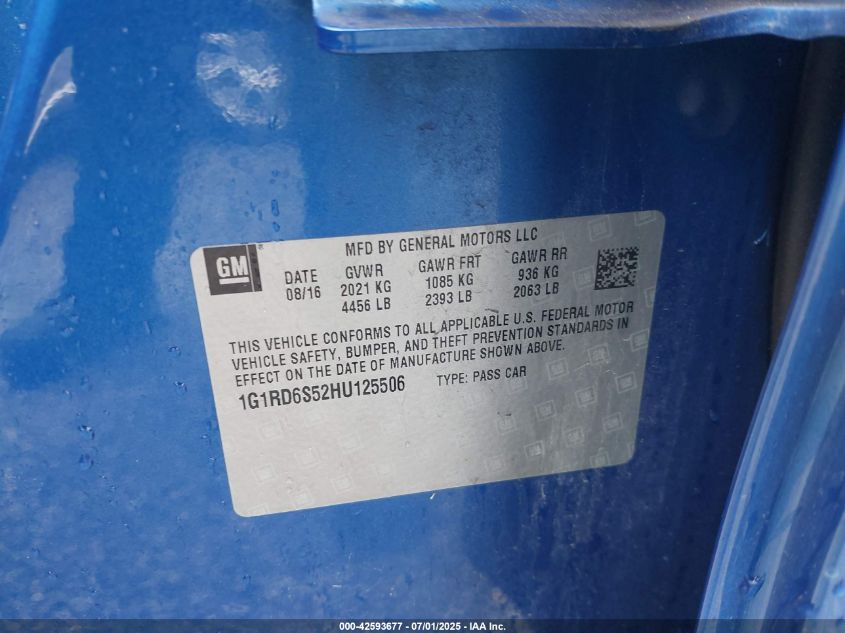 GM
MFD BY GENERAL MOTORS LLC
DATE GVWR GAWR FRT GAWR RR
08/16 2021 KG 1085 KG 936 KG
4456 LB 2393 LB 2063 LB
THIS VEHICLE CONFORMS TO ALL APPLICABLE U.S. FEDERAL MOTOR
VEHICLE SAFETY, BUMPER, AND THEFT PREVENTION STANDARDS IN
EFFECT ON THE DATE OF MANUFACTURE SHOWN ABOVE.
1G1RD6S52HU125506 TYPE: PASS CAR
000-42593677 - 07/01/2025 - IAA Inc.